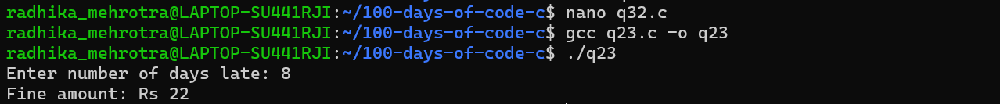 radhika_mehrotra@LAPTOP-SU441RJI:~/100-days-of-code-c$ nano q32.c
radhika_mehrotra@LAPTOP-SU441RJI:~/100-days-of-code-c$ gcc q23.c -o q23
radhika_mehrotra@LAPTOP-SU441RJI:~/100-days-of-code-c$ ./q23
Enter number of days late: 8
Fine amount: Rs 22